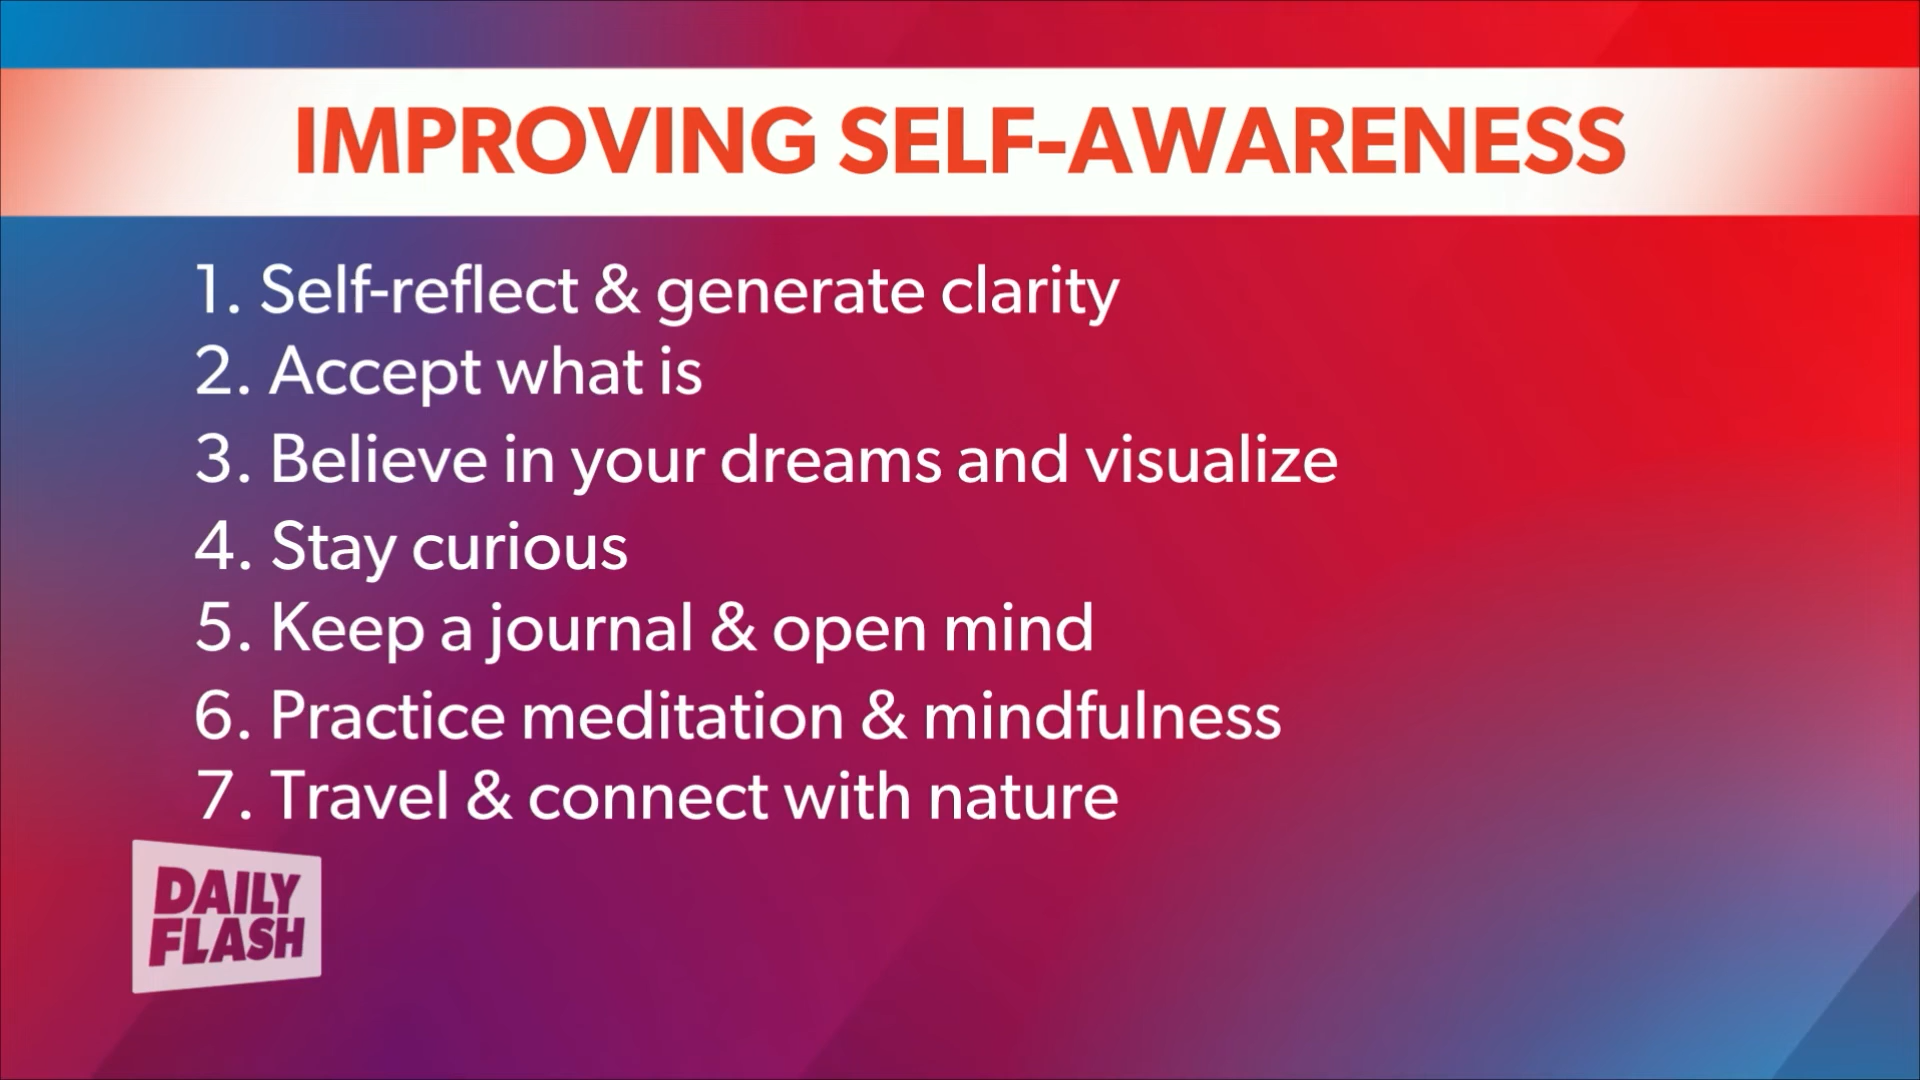 IMPROVING SELF-AWARENESS
1. Self-reflect & generate clarity
2. Accept what is
3. Believe in your dreams and visualize
4. Stay curious
5. Keep a journal & open mind
6. Practice meditation & mindfulness
7. Travel & connect with nature
DAILY
FLASH